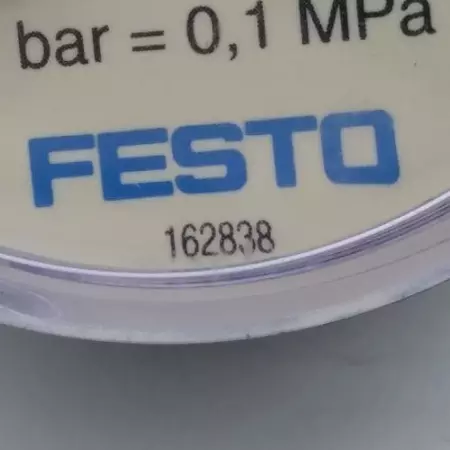 bar = 0,1 MPa
FESTO
162838